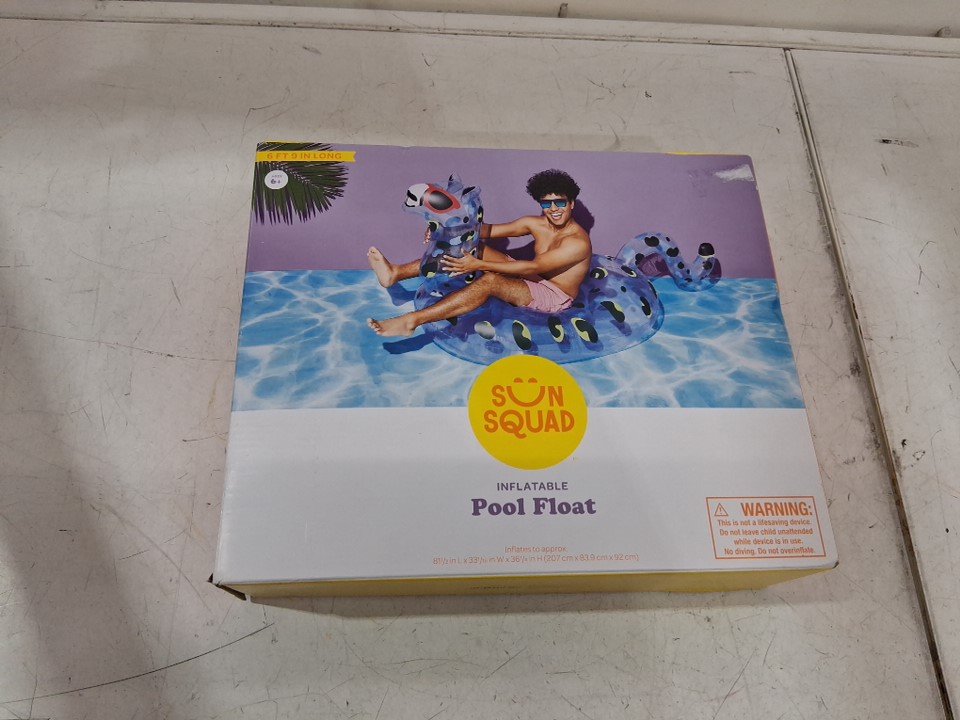 6 FT 9 IN LONG
6+
SUN
SQUAD
INFLATABLE
Pool Float
WARNING:
This is not a lifesaving device.
Do not leave child unattended
while device is in use.
No diving. Do not overinflate.
Inflates to approx.